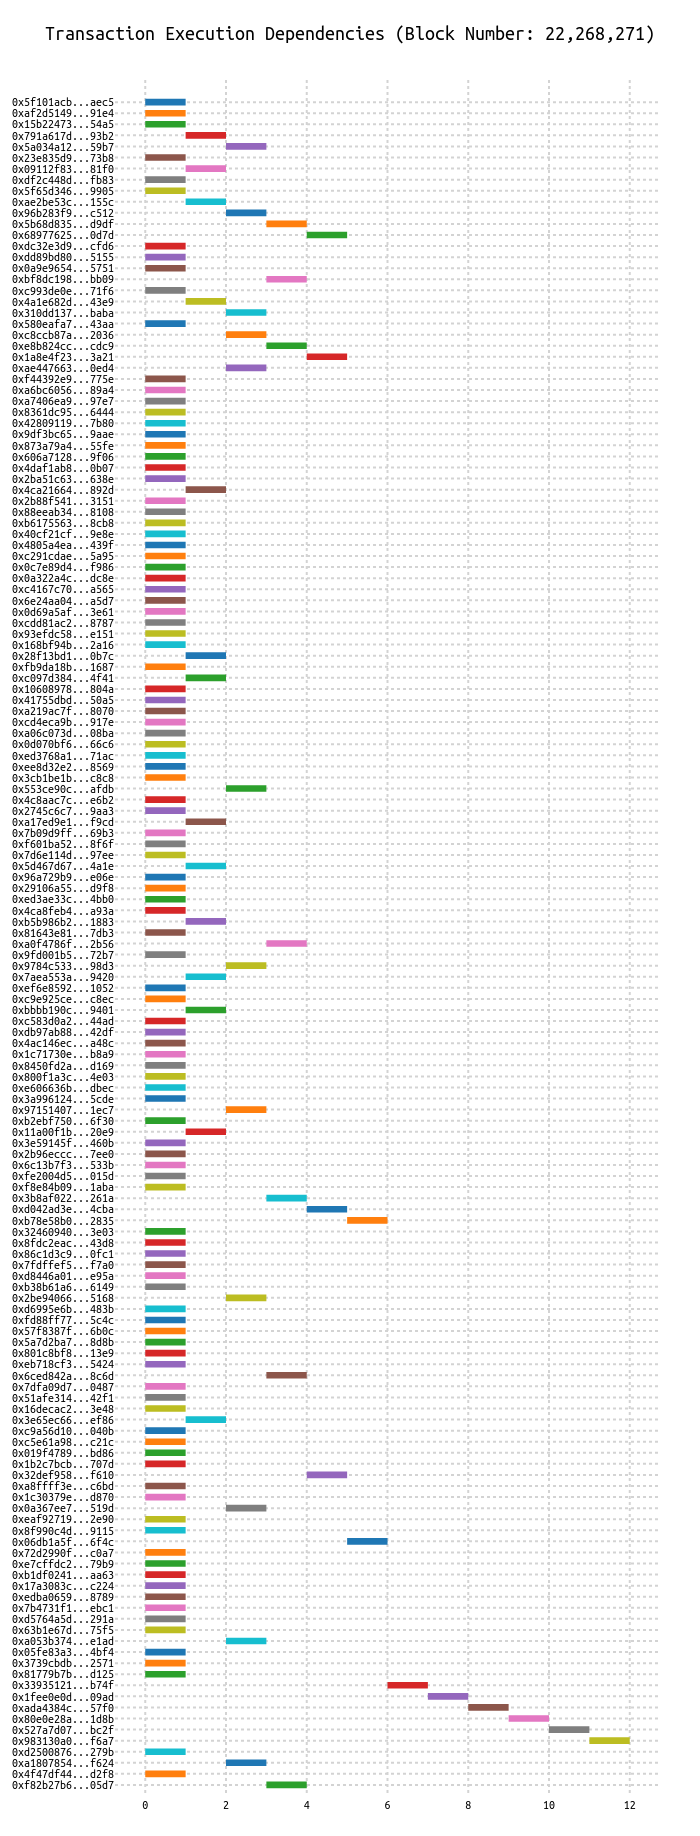 Transaction Execution Dependencies (Block Number: 22,268,271)
0x5f101acb...aec5
0xaf2d5149...91e4
0x15b22473...54a5
0x791a617d...93b2
0x5a034a12...59b7
0x23e835d9...73b8
0x09112f83...81f0
0xdf2c448d...fb83
0x5f65d346...9905
0xae2be53c...155c
0x96b283f9...c512
0x5b68d835...d9df
0x68977625...0d7d
0xdc32e3d9...cfd6
0xdd89bd80...5155
0x0a9e9654...5751
0xbf8dc198...bb09
0xc993de0e...71f6
0x4a1e682d...43e9
0x310dd137...baba
0x580eafa7...43aa
0xc8ccb87a...2036
0xe8b824cc...cdc9
0x1a8e4f23...3a21
0xae447663...0ed4
0xf44392e9...775e
0xa6bc6056...89a4
0xa7406ea9...97e7
0x8361dc95...6444
0x42809119...7b80
0x9df3bc65...9aae
0x873a79a4...55fe
0x606a7128...9f06
0x4daf1ab8...0b07
0x2ba51c63...638e
0x4ca21664...892d
0x2b88f541...3151
0x88eeab34...8108
0xb6175563...8cb8
0x40cf21cf...9e8e
0x4805a4ea...439f
0xc291cdae...5a95
0x0c7e89d4...f986
0x0a322a4c...dc8e
0xc4167c70...a565
0x6e24aa04...a5d7
0x0d69a5af...3e61
0xcdd81ac2...8787
0x93efdc58...e151
0x168bf94b...2a16
0x28f13bd1...0b7c
0xfb9da18b...1687
0xc097d384...4f41
0x10608978...804a
0x41755dbd...50a5
0xa219ac7f...8070
0xcd4eca9b...917e
0xa06c073d...08ba
0x0d070bf6...66c6
0xed3768a1...71ac
0xee8d32e2...8569
0x3cb1be1b...c8c8
0x553ce90c...afdb
0x4c8aac7c...e6b2
0x2745c6c7...9aa3
0xa17ed9e1...f9cd
0x7b09d9ff...69b3
0xf601ba52...8f6f
0x7d6e114d...97ee
0x5d467d67...4a1e
0x96a729b9...e06e
0x29106a55...d9f8
0xed3ae33c...4bb0
0x4ca8feb4...a93a
0xb5b986b2...1883
0x81643e81...7db3
0xa0f4786f...2b56
0x9fd001b5...72b7
0x9784c533...98d3
0x7aea553a...9420
0xef6e8592...1052
0xc9e925ce...c8ec
0xbbbb190c...9401
0xc583d0a2...44ad
0xdb97ab88...42df
0x4ac146ec...a48c
0x1c71730e...b8a9
0x8450fd2a...d169
0x800f1a3c...4e03
0xe606636b...dbec
0x3a996124...5cde
0x97151407...1ec7
0xb2ebf750...6f30
0x11a00f1b...20e9
0x3e59145f...460b
0x2b96eccc...7ee0
0x6c13b7f3...533b
0xfe2004d5...015d
0xf8e84b09...1aba
0x3b8af022...261a
0xd042ad3e...4cba
0xb78e58b0...2835
0x32460940...3e03
0x8fdc2eac...43d8
0x86c1d3c9...0fc1
0x7fdffef5...f7a0
0xd8446a01...e95a
0xb38b61a6...6149
0x2be94066...5168
0xd6995e6b...483b
0xfd88ff77...5c4c
0x57f8387f...6b0c
0x5a7d2ba7...8d8b
0x801c8bf8...13e9
0xeb718cf3...5424
0x6ced842a...8c6d
0x7dfa09d7...0487
0x51afe314...42f1
0x16decac2...3e48
0x3e65ec66...ef86
0xc9a56d10...040b
0xc5e61a98...c21c
0x019f4789...bd86
0x1b2c7bcb...707d
0x32def958...f610
0xa8ffff3e...c6bd
0x1c30379e...d870
0x0a367ee7...519d
0xeaf92719...2e90
0x8f990c4d...9115
0x06db1a5f...6f4c
0x72d2990f...c0a7
0xe7cffdc2...79b9
0xb1df0241...aa63
0x17a3083c...c224
0xedba0659...8789
0x7b4731f1...ebc1
0xd5764a5d...291a
0x63b1e67d...75f5
0xa053b374...e1ad
0x05fe83a3...4bf4
0x3739cbdb...2571
0x81779b7b...d125
0x33935121...b74f
0x1fee0e0d...09ad
0xada4384c...57f0
0x80e0e28a...1d8b
0x527a7d07...bc2f
0x983130a0...f6a7
0xd2500876...279b
0xa1807854...f624
0x4f47df44...d2f8
0xf82b27b6...05d7
0 2 4 6 8 10 12